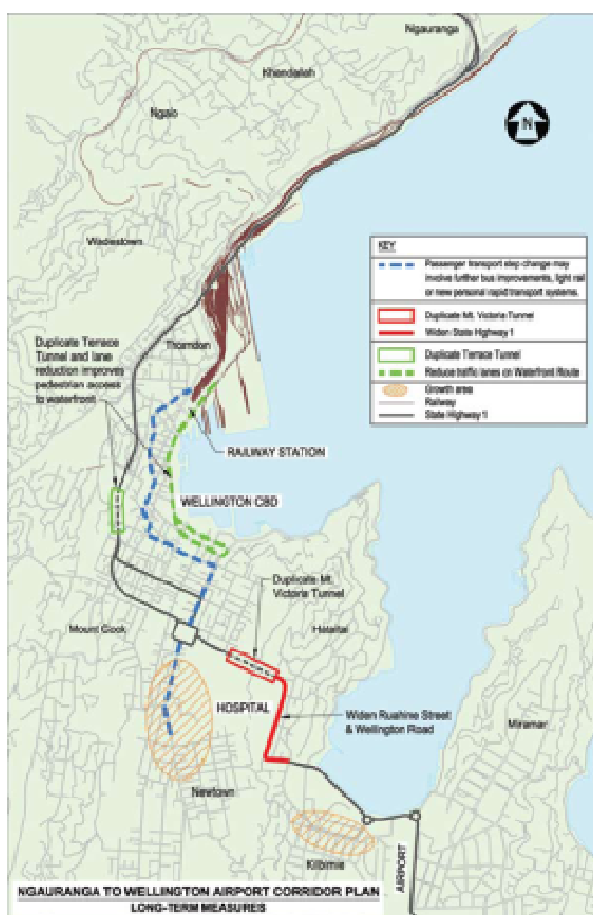 Ngauranga
Khandallah
Ngaio
N
Wadestown
KEY
Passenger transport step change may
involve further bus improvements, light rail
or new personal rapid transport systems.
Duplicate Mt. Victoria Tunnel
Widen State Highway 1
Duplicate Terrace Tunnel
Reduce traffic lanes on Waterfront Route
Growth area
Railway
State Highway 1
Duplicate Terrace
Tunnel and lane
reduction improves
pedestrian access
to waterfront
Thorndon
RAILWAY STATION
WELLINGTON CBD
Duplicate Mt.
Victoria Tunnel
Mount Cook
Hataitai
HOSPITAL
Widen Ruahine Street
& Wellington Road
Miramar
Newtown
Kilbirnie
AIRPORT
NGAURANGA TO WELLINGTON AIRPORT CORRIDOR PLAN
LONG-TERM MEASURES